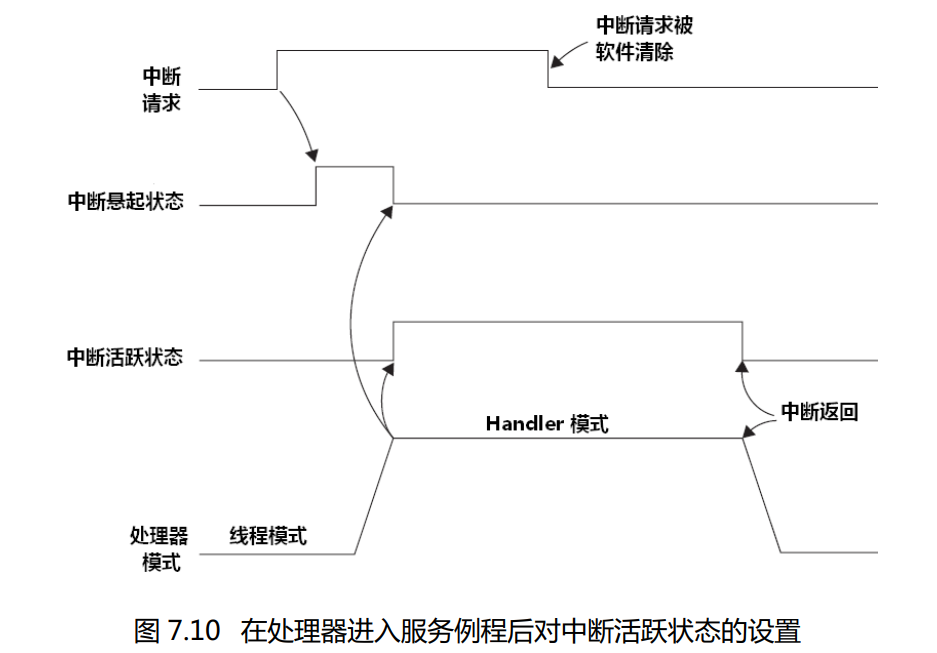 中断请求被
软件清除
中断
请求
中断悬起状态
中断活跃状态
中断返回
Handler 模式
处理器
模式
线程模式
图 7.10 在处理器进入服务例程后对中断活跃状态的设置